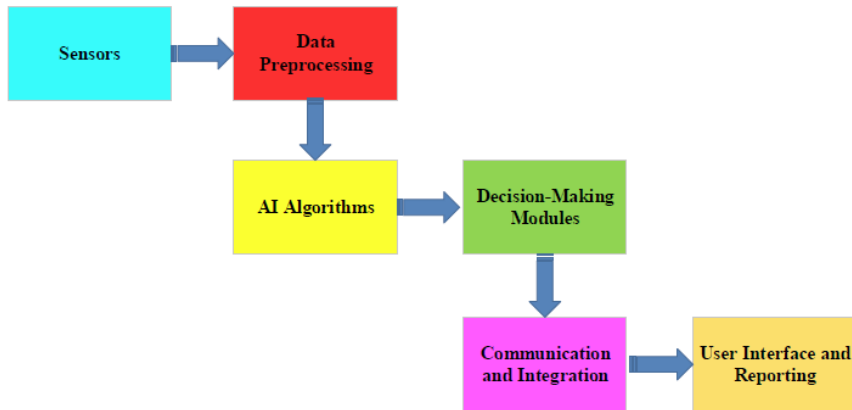 Sensors
Data
Preprocessing
AI Algorithms
Decision-Making
Modules
Communication
and Integration
User Interface and
Reporting